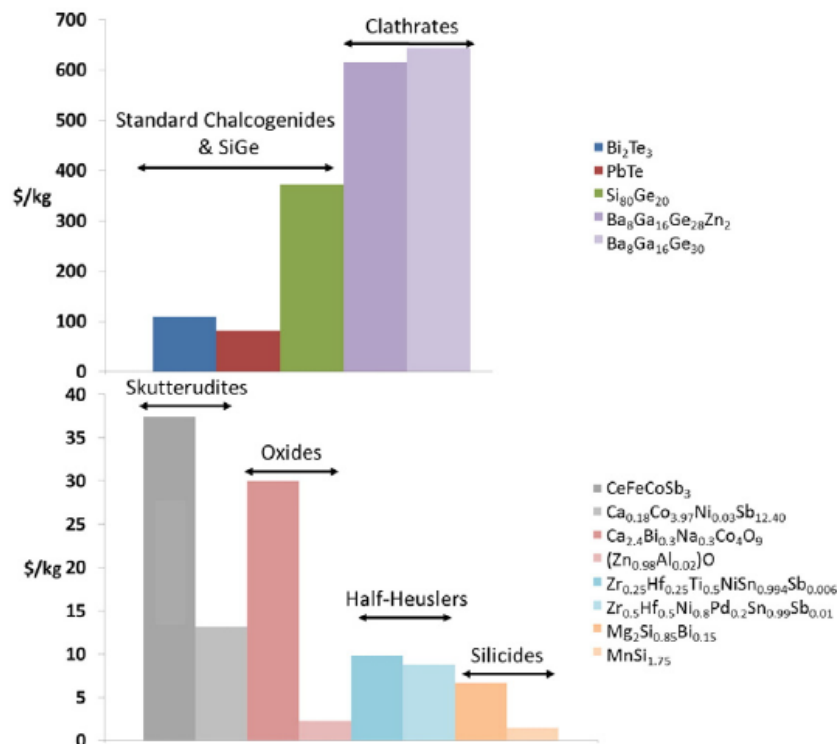 700
600
500
400
300
200
100
0
$/kg
Clathrates
Standard Chalcogenides
& SiGe
Bi₂Te₃
PbTe
Si₈₀Ge₂₀
Ba₈Ga₁₆Ge₂₈Zn₂
Ba₈Ga₁₆Ge₃₀
40
35
30
25
20
15
10
5
0
$/kg
Skutterudites
Oxides
Half-Heuslers
Silicides
CeFeCoSb₃
Ca₀.₁₈Co₃.₉₇Ni₀.₀₃Sb₁₂.₄₀
Ca₂.₄Bi₀.₃Na₀.₃Co₄O₉
(Zn₀.₉₈Al₀.₀₂)O
Zr₀.₂₅Hf₀.₂₅Ti₀.₅NiSn₀.₉₉₄Sb₀.₀₀₆
Zr₀.₅Hf₀.₅Ni₀.₈Pd₀.₂Sn₀.₉₉Sb₀.₀₁
Mg₂Si₀.₈₅Bi₀.₁₅
MnSi₁.₇₅